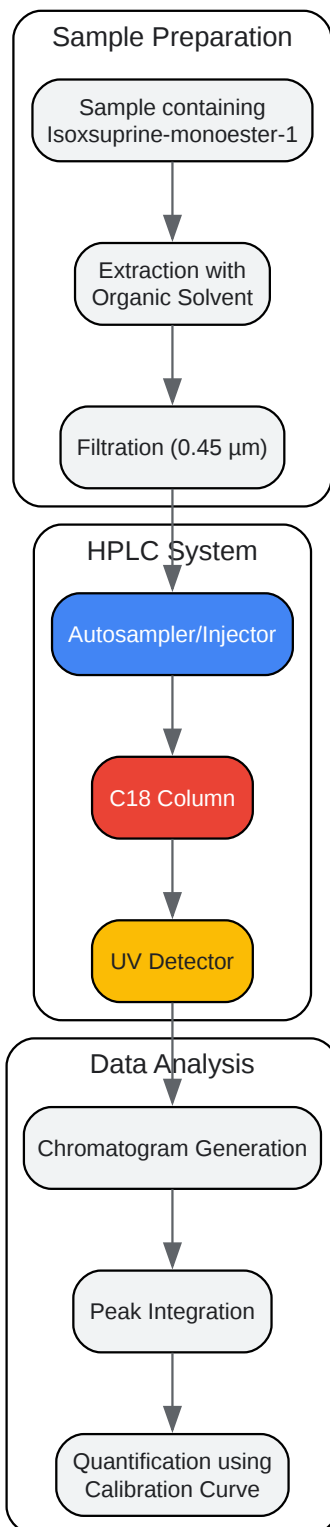 Sample Preparation
Sample containing
Isoxsuprine-monoester-1
Extraction with
Organic Solvent
Filtration (0.45 µm)
HPLC System
Autosampler/Injector
C18 Column
UV Detector
Data Analysis
Chromatogram Generation
Peak Integration
Quantification using
Calibration Curve